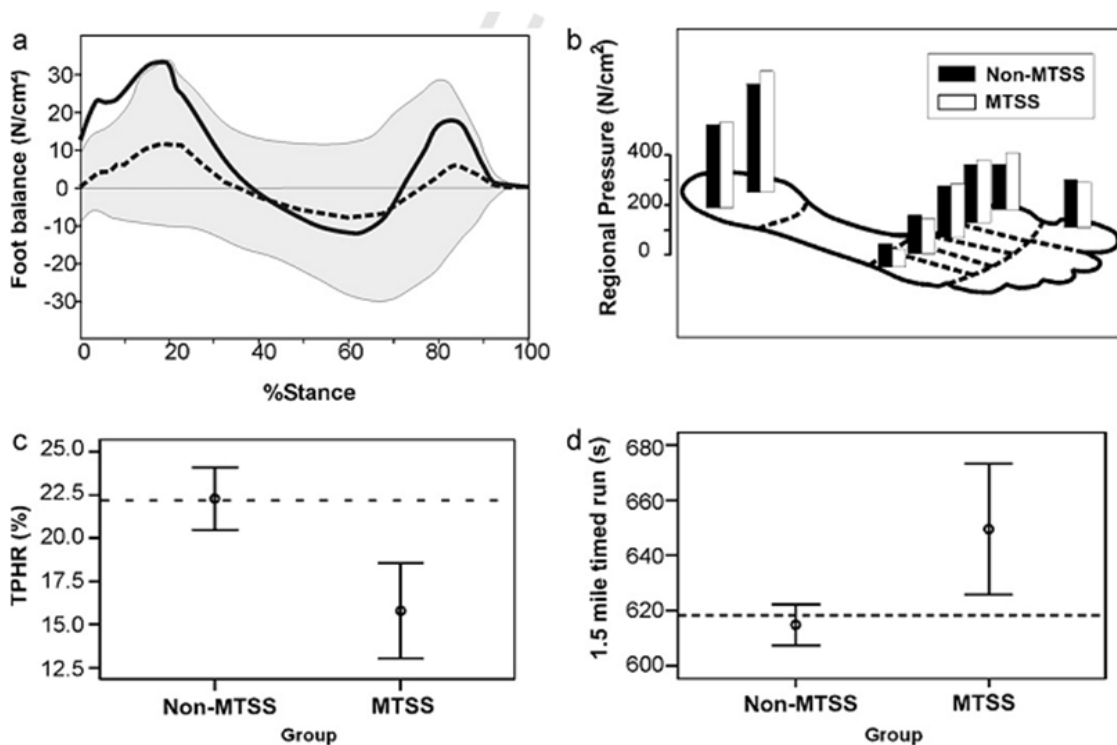 a
Foot balance (N/cm²)
30
20
10
0
-10
-20
-30
0
20
40
60
80
100
%Stance
b
Regional Pressure (N/cm²)
400
200
0
Non-MTSS
MTSS
c
TPHR (%)
25.0
22.5
20.0
17.5
15.0
12.5
Non-MTSS
MTSS
Group
d
1.5 mile timed run (s)
680
660
640
620
600
Non-MTSS
MTSS
Group